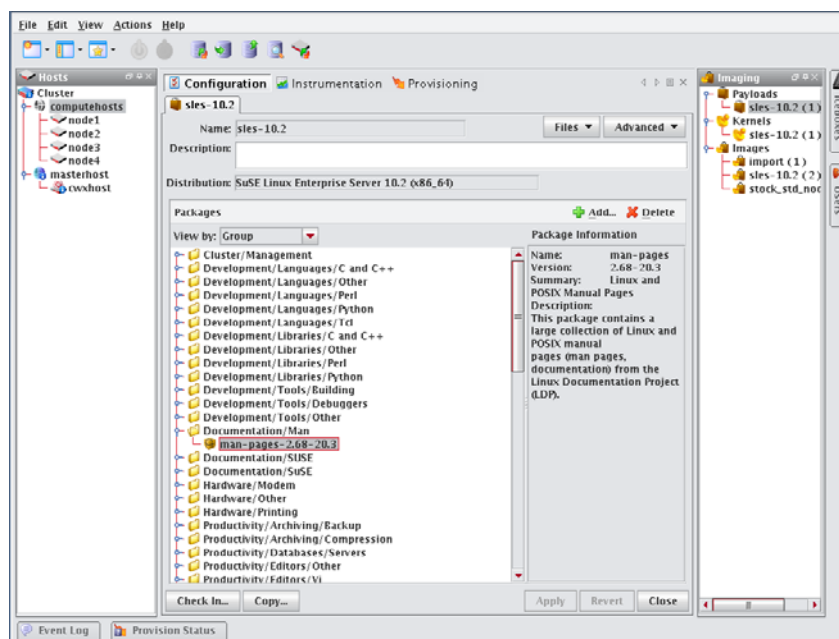 File Edit View Actions Help
Hosts
Cluster
computehosts
node1
node2
node3
node4
masterhost
cwxhost
Configuration Instrumentation Provisioning
sles-10.2
Name: sles-10.2
Files Advanced
Description:
Distribution: SuSE Linux Enterprise Server 10.2 (x86_64)
Packages
Add... Delete
View by: Group
Cluster/Management
Development/Languages/C and C++
Development/Languages/Other
Development/Languages/Perl
Development/Languages/Python
Development/Languages/Tcl
Development/Libraries/C and C++
Development/Libraries/Other
Development/Libraries/Perl
Development/Libraries/Python
Development/Tools/Building
Development/Tools/Debuggers
Development/Tools/Other
Documentation/Man
man-pages-2.68-20.3
Documentation/SUSE
Documentation/SuSE
Hardware/Modem
Hardware/Other
Hardware/Printing
Productivity/Archiving/Backup
Productivity/Archiving/Compression
Productivity/Databases/Servers
Productivity/Editors/Other
Productivity/Editors/Vi
Package Information
Name: man-pages
Version: 2.68-20.3
Summary: Linux and
POSIX Manual Pages
Description:
This package contains a
large collection of Linux and
POSIX manual
pages (man pages,
documentation) from the
Linux Documentation Project
(LDP).
Check In... Copy...
Apply Revert Close
Imaging
Payloads
sles-10.2 (1)
Kernels
sles-10.2 (1)
Images
import (1)
sles-10.2 (2)
stock_std_noc
Users
Event Log Provision Status